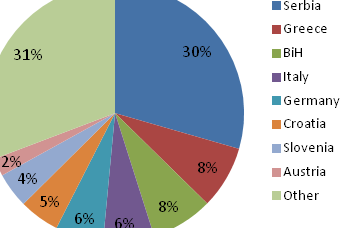 31%
30%
8%
8%
6%
6%
5%
4%
2%
Serbia
Greece
BiH
Italy
Germany
Croatia
Slovenia
Austria
Other